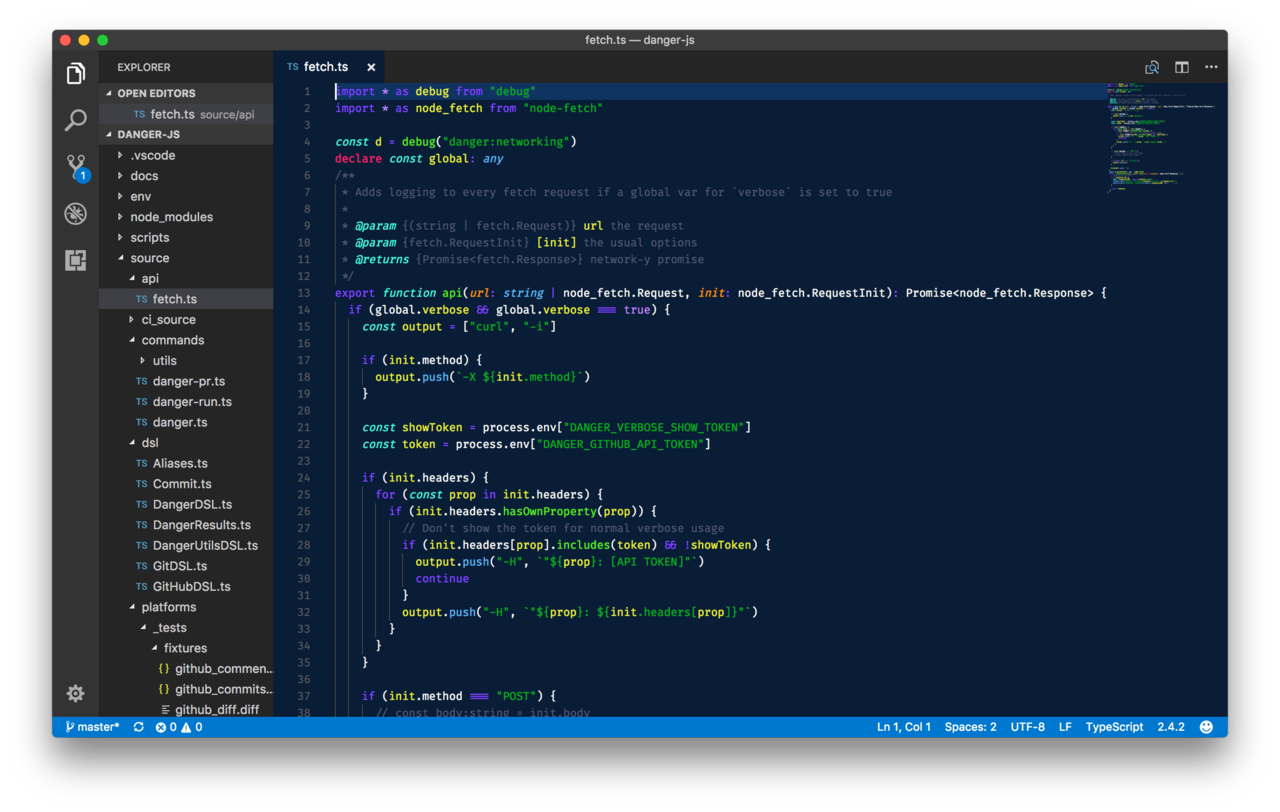 fetch.ts — danger-js
EXPLORER
OPEN EDITORS
TS fetch.ts source/api
DANGER-JS
.vscode
docs
env
node_modules
scripts
source
api
TS fetch.ts
ci_source
commands
utils
TS danger-pr.ts
TS danger-run.ts
TS danger.ts
dsl
TS Aliases.ts
TS Commit.ts
TS DangerDSL.ts
TS DangerResults.ts
TS DangerUtilsDSL.ts
TS GitDSL.ts
TS GitHubDSL.ts
platforms
_tests
fixtures
{} github_commen...
{} github_commits...
github_diff.diff
1
TS fetch.ts ×
1 import * as debug from "debug"
2 import * as node_fetch from "node-fetch"
3
4 const d = debug("danger:networking")
5 declare const global: any
6 /**
7 * Adds logging to every fetch request if a global var for `verbose` is set to true
8 *
9 * @param {(string | fetch.Request)} url the request
10 * @param {fetch.RequestInit} [init] the usual options
11 * @returns {Promise<fetch.Response>} network-y promise
12 */
13 export function api(url: string | node_fetch.Request, init: node_fetch.RequestInit): Promise<node_fetch.Response> {
14 if (global.verbose && global.verbose === true) {
15 const output = ["curl", "-i"]
16
17 if (init.method) {
18 output.push(`-X ${init.method}`)
19 }
20
21 const showToken = process.env["DANGER_VERBOSE_SHOW_TOKEN"]
22 const token = process.env["DANGER_GITHUB_API_TOKEN"]
23
24 if (init.headers) {
25 for (const prop in init.headers) {
26 if (init.headers.hasOwnProperty(prop)) {
27 // Don't show the token for normal verbose usage
28 if (init.headers[prop].includes(token) && !showToken) {
29 output.push("-H", `"${prop}: [API TOKEN]"`)
30 continue
31 }
32 output.push("-H", `"${prop}: ${init.headers[prop]}"`)
33 }
34 }
35 }
36
37 if (init.method === "POST") {
38 // const body:string = init.body
master* 0 0
Ln 1, Col 1 Spaces: 2 UTF-8 LF TypeScript 2.4.2